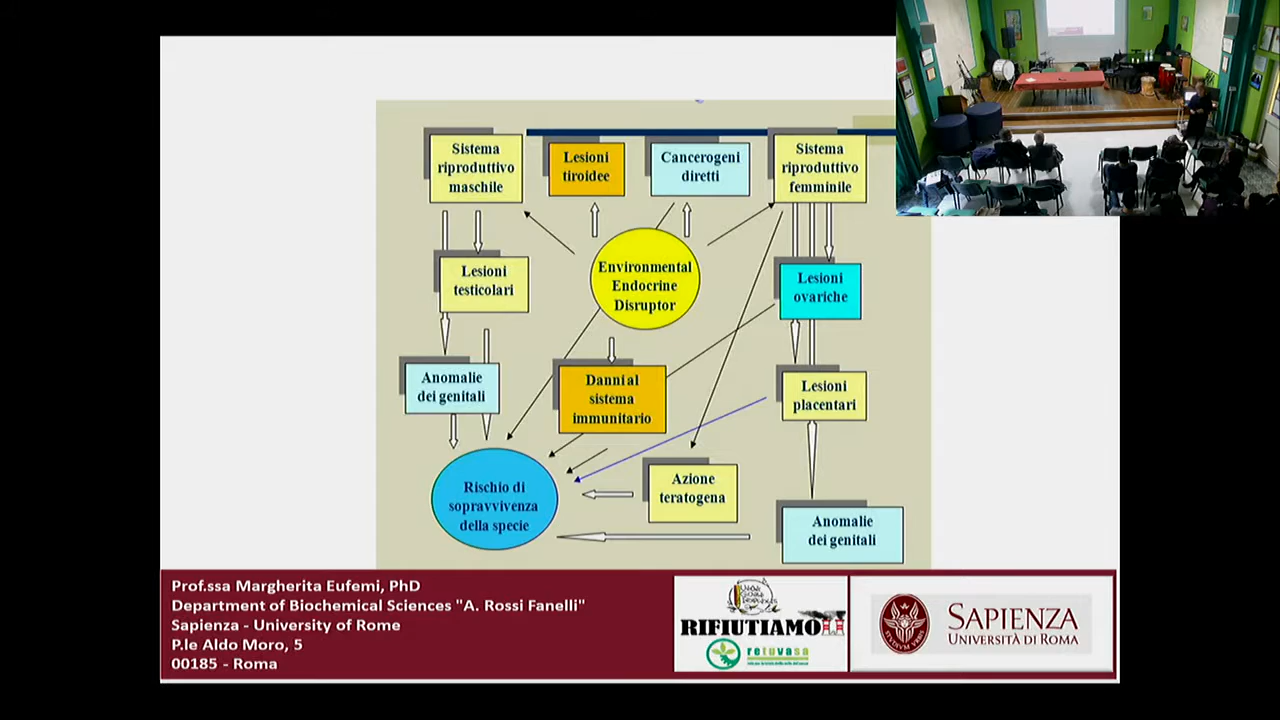 Sistema
riproduttivo
maschile
Lesioni
tiroidee
Cancerogeni
diretti
Sistema
riproduttivo
femminile
Lesioni
testicolari
Environmental
Endocrine
Disruptor
Lesioni
ovariche
Anomalie
dei genitali
Danni al
sistema
immunitario
Lesioni
placentari
Rischio di
sopravvivenza
della specie
Azione
teratogena
Anomalie
dei genitali
Prof.ssa Margherita Eufemi, PhD
Department of Biochemical Sciences "A. Rossi Fanelli"
Sapienza - University of Rome
P.le Aldo Moro, 5
00185 - Roma
RIFIUTIAMO
retuvasa
SAPIENZA
UNIVERSITÀ DI ROMA